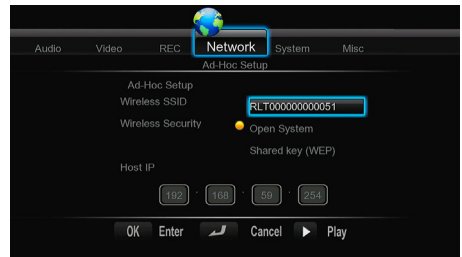 Audio Video REC Network System Misc
Ad-Hoc Setup
Ad-Hoc Setup
Wireless SSID RLT000000000051
Wireless Security Open System
Shared key (WEP)
Host IP
192 . 168 . 59 . 254
OK Enter Cancel Play